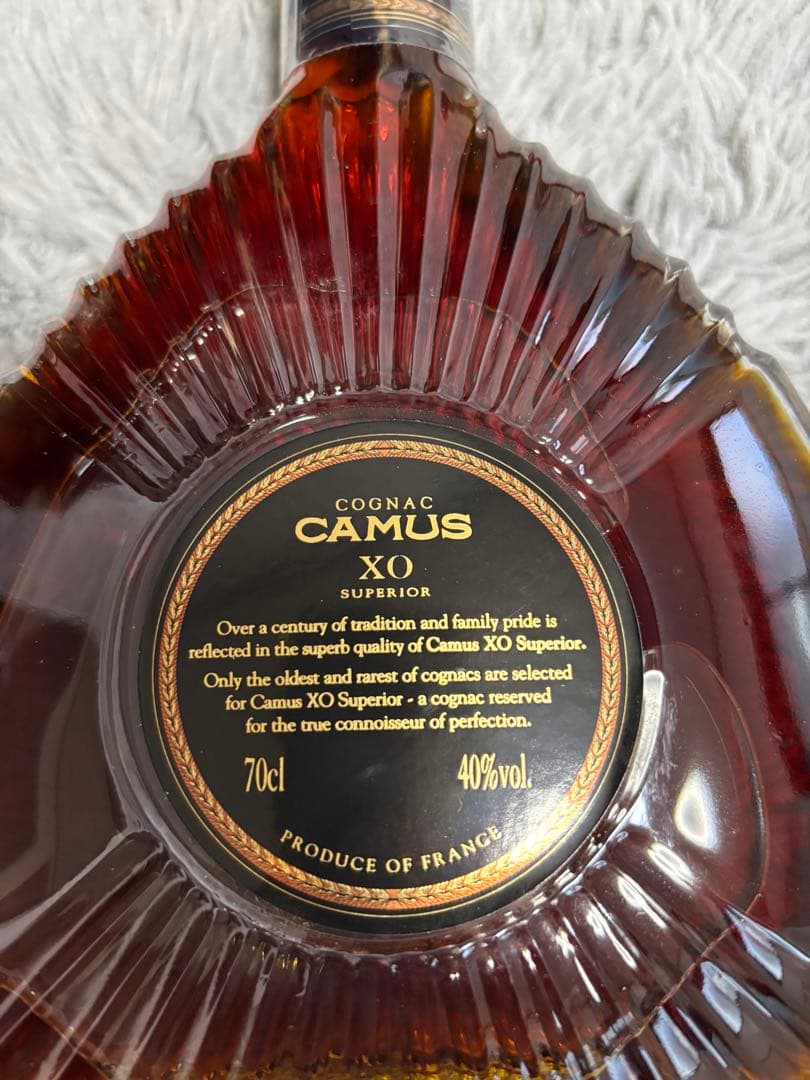 COGNAC
CAMUS
XO
SUPERIOR
Over a century of tradition and family pride is
reflected in the superb quality of Camus XO Superior.
Only the oldest and rarest of cognacs are selected
for Camus XO Superior - a cognac reserved
for the true connoisseur of perfection.
70cl 40%vol.
PRODUCE OF FRANCE